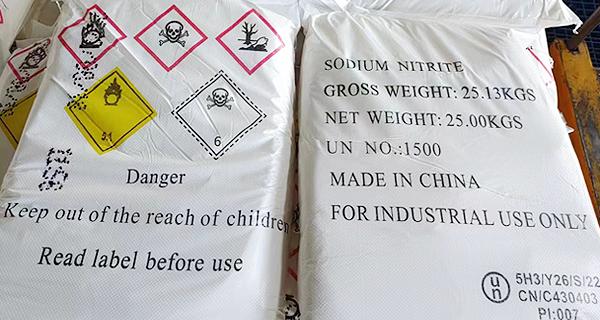 5.1
6
Danger
Keep out of the reach of children
Read label before use
SODIUM NITRITE
GROSS WEIGHT: 25.13KGS
NET WEIGHT: 25.00KGS
UN NO.:1500
MADE IN CHINA
FOR INDUSTRIAL USE ONLY
un
5H3/Y26/S/22
CN/C430403
PI:007